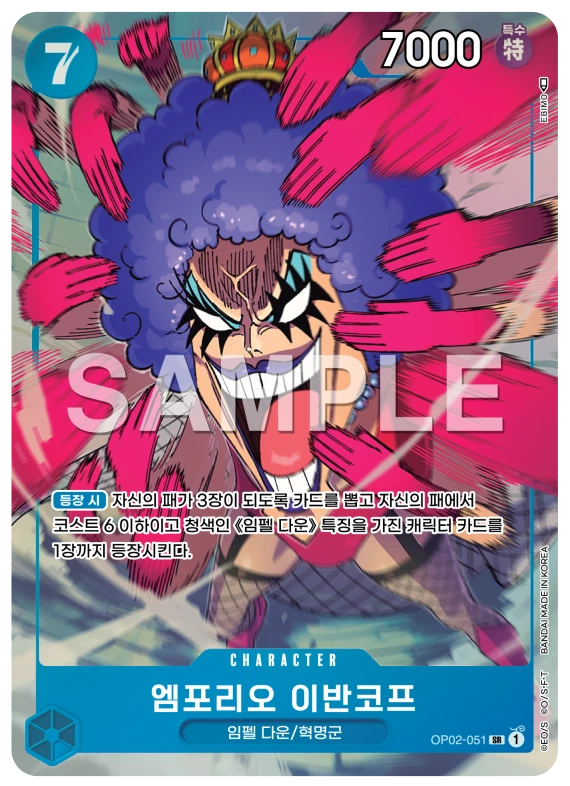 7
7000
특수
特
EBIMO
SAMPLE
등장 시 자신의 패가 3장이 되도록 카드를 뽑고 자신의 패에서
코스트 6 이하이고 청색인 《임펠 다운》 특징을 가진 캐릭터 카드를
1장까지 등장시킨다.
CHARACTER
엠포리오 이반코프
임펠 다운/혁명군
OP02-051 SR 1
©EO/S ©O/S·F·T BANDAI MADE IN KOREA